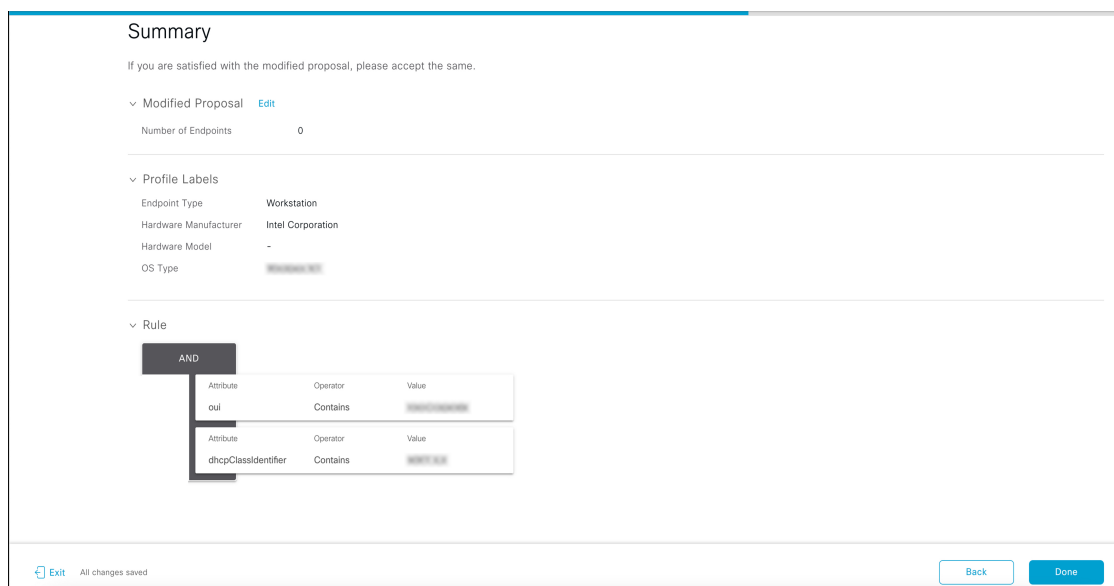 Summary
If you are satisfied with the modified proposal, please accept the same.
Modified Proposal Edit
Number of Endpoints 0
Profile Labels
Endpoint Type Workstation
Hardware Manufacturer Intel Corporation
Hardware Model -
OS Type
Rule
AND
Attribute Operator Value
oui Contains
Attribute Operator Value
dhcpClassIdentifier Contains
Exit All changes saved Back Done